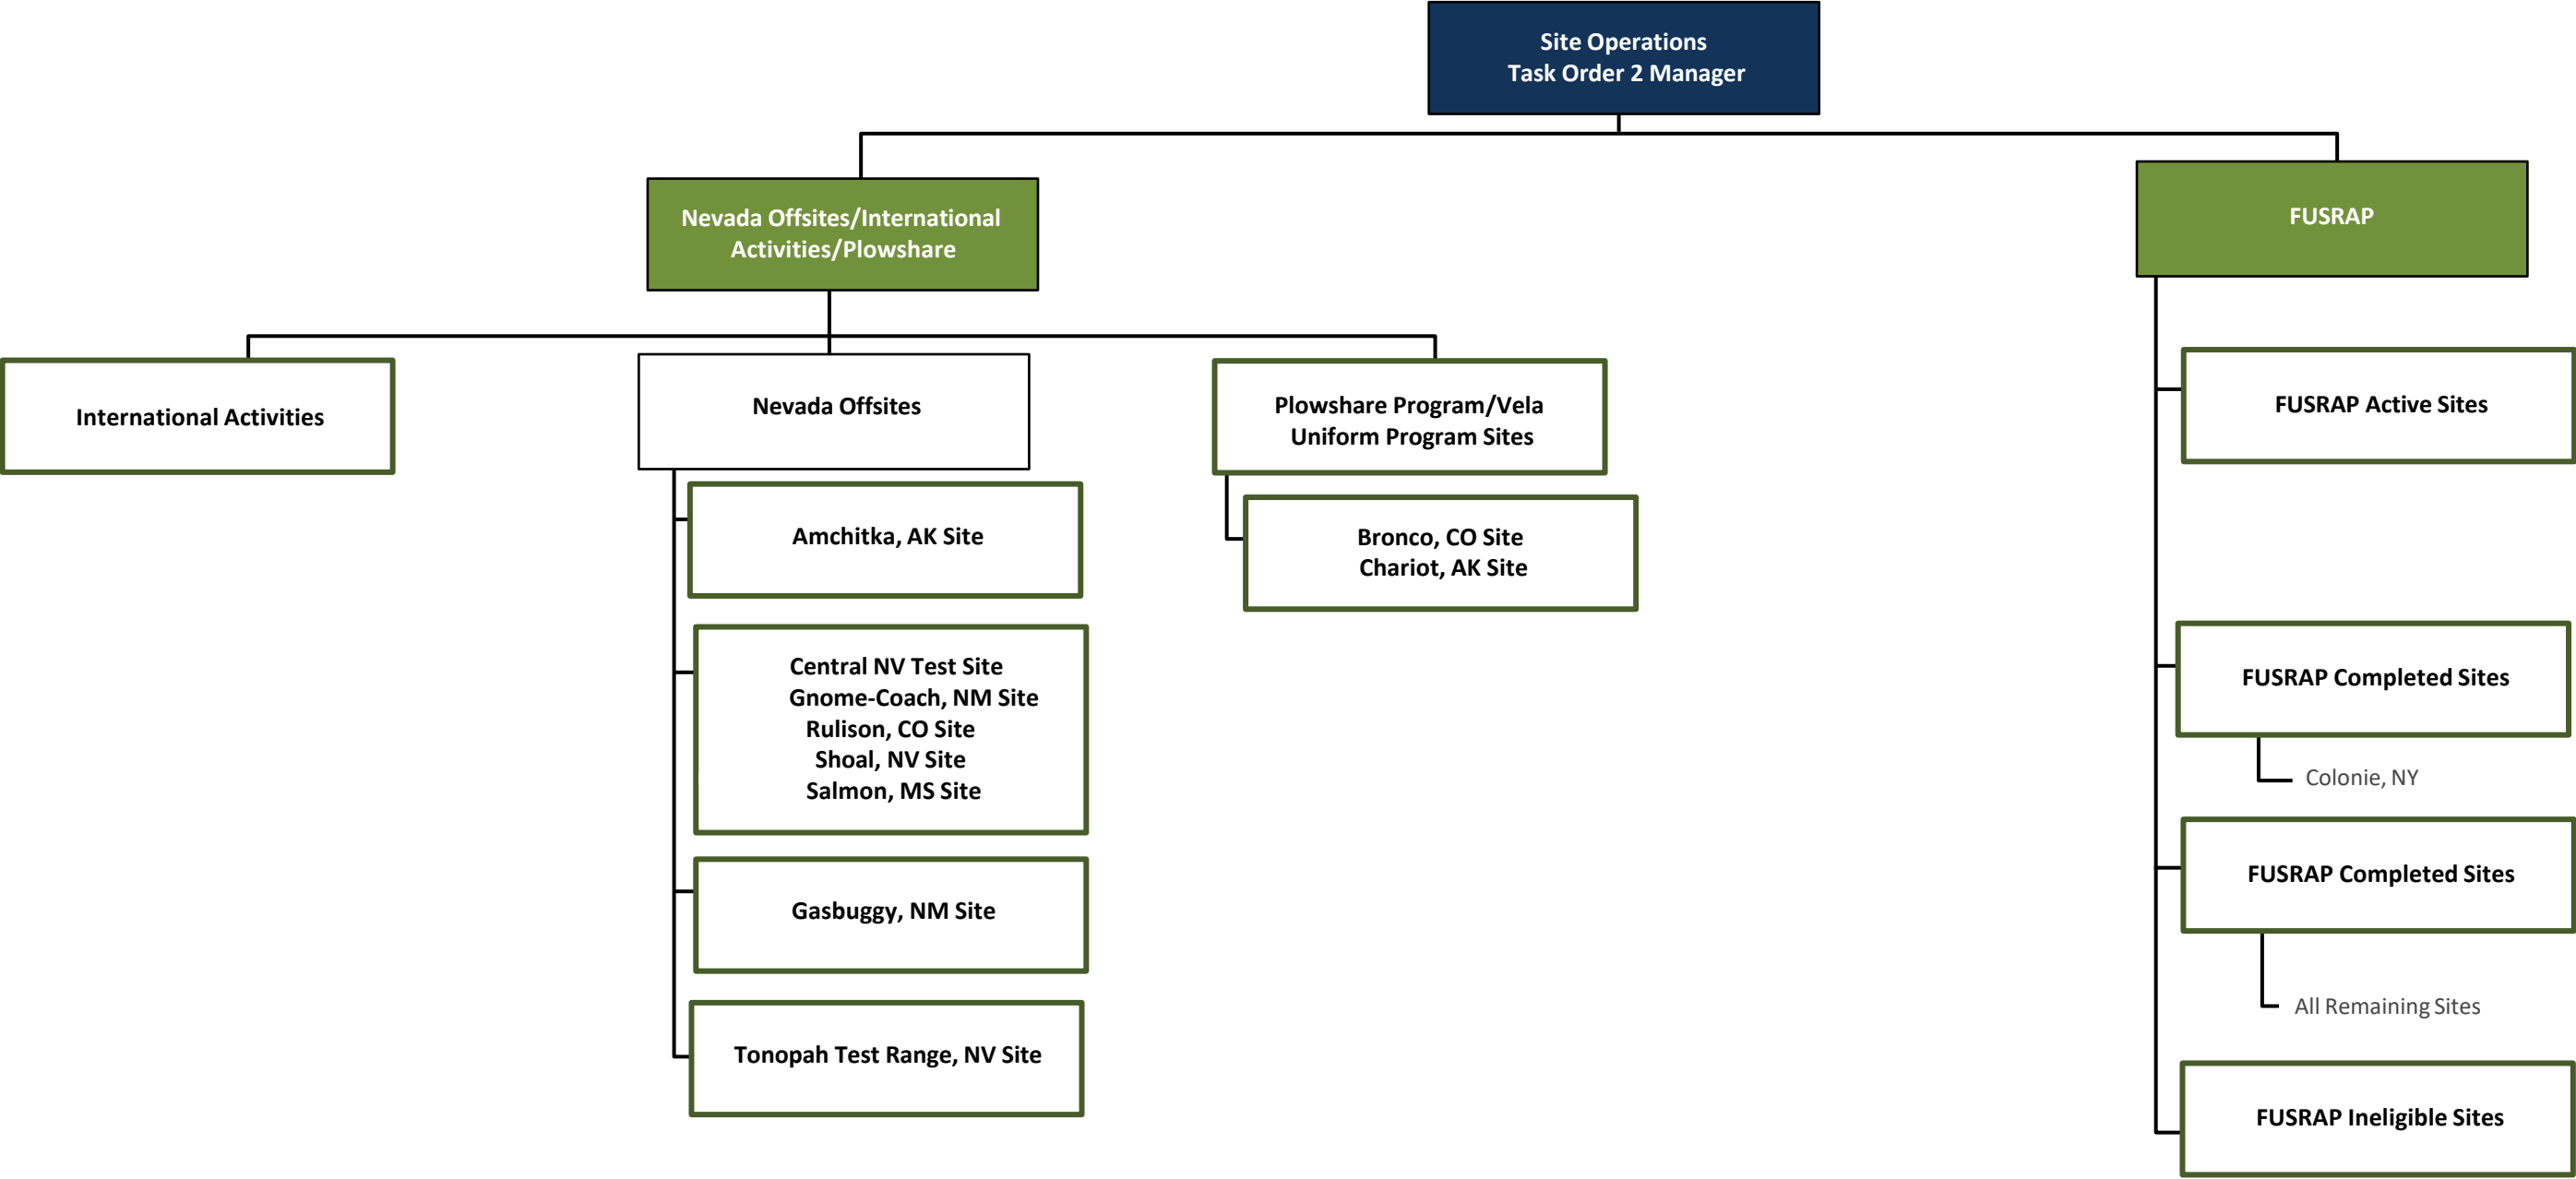 Site Operations
Task Order 2 Manager
Nevada Offsites/International
Activities/Plowshare
FUSRAP
International Activities
Nevada Offsites
Plowshare Program/Vela
Uniform Program Sites
FUSRAP Active Sites
Amchitka, AK Site
Bronco, CO Site
Chariot, AK Site
Central NV Test Site
Gnome-Coach, NM Site
Rulison, CO Site
Shoal, NV Site
Salmon, MS Site
FUSRAP Completed Sites
Colonie, NY
Gasbuggy, NM Site
FUSRAP Completed Sites
All Remaining Sites
Tonopah Test Range, NV Site
FUSRAP Ineligible Sites